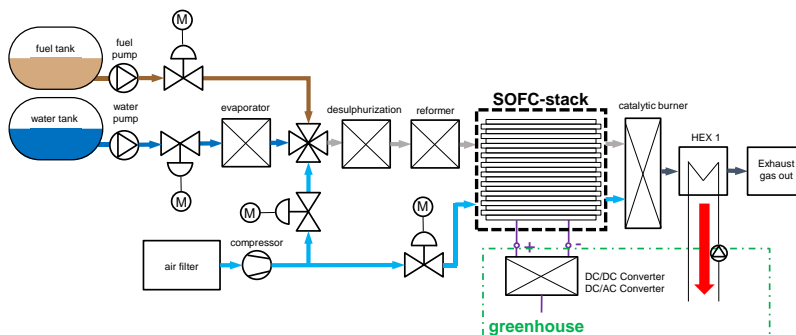 M
fuel tank
fuel
pump
SOFC-stack
water tank
water
pump
evaporator
desulphurization
reformer
catalytic burner
HEX 1
Exhaust
gas out
M
M
M
air filter
compressor
+
-
DC/DC Converter
DC/AC Converter
greenhouse